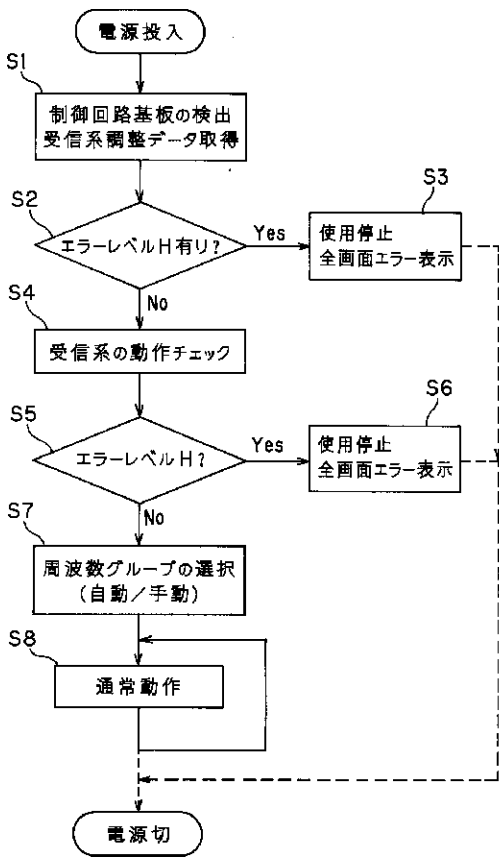 電源投入
S1
制御回路基板の検出
受信系調整データ取得
S2
エラーレベルH有り?
Yes
S3
使用停止
全画面エラー表示
No
S4
受信系の動作チェック
S5
エラーレベルH?
Yes
S6
使用停止
全画面エラー表示
No
S7
周波数グループの選択
(自動/手動)
S8
通常動作
電源切